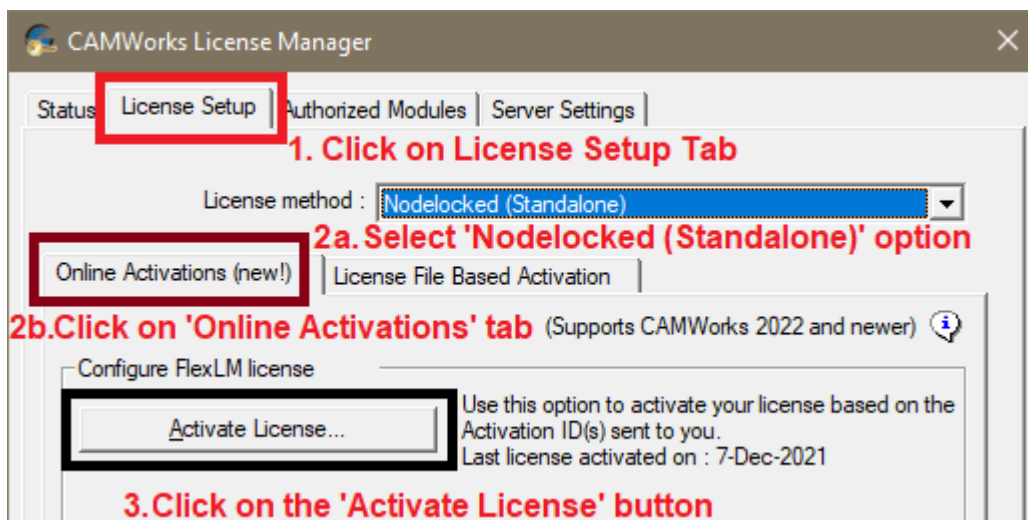 CAMWorks License Manager
Status License Setup Authorized Modules Server Settings
1. Click on License Setup Tab
License method : Nodelocked (Standalone)
2a. Select 'Nodelocked (Standalone)' option
Online Activations (new!) License File Based Activation
2b.Click on 'Online Activations' tab (Supports CAMWorks 2022 and newer)
Configure FlexLM license
Activate License...
Use this option to activate your license based on the
Activation ID(s) sent to you.
Last license activated on : 7-Dec-2021
3.Click on the 'Activate License' button